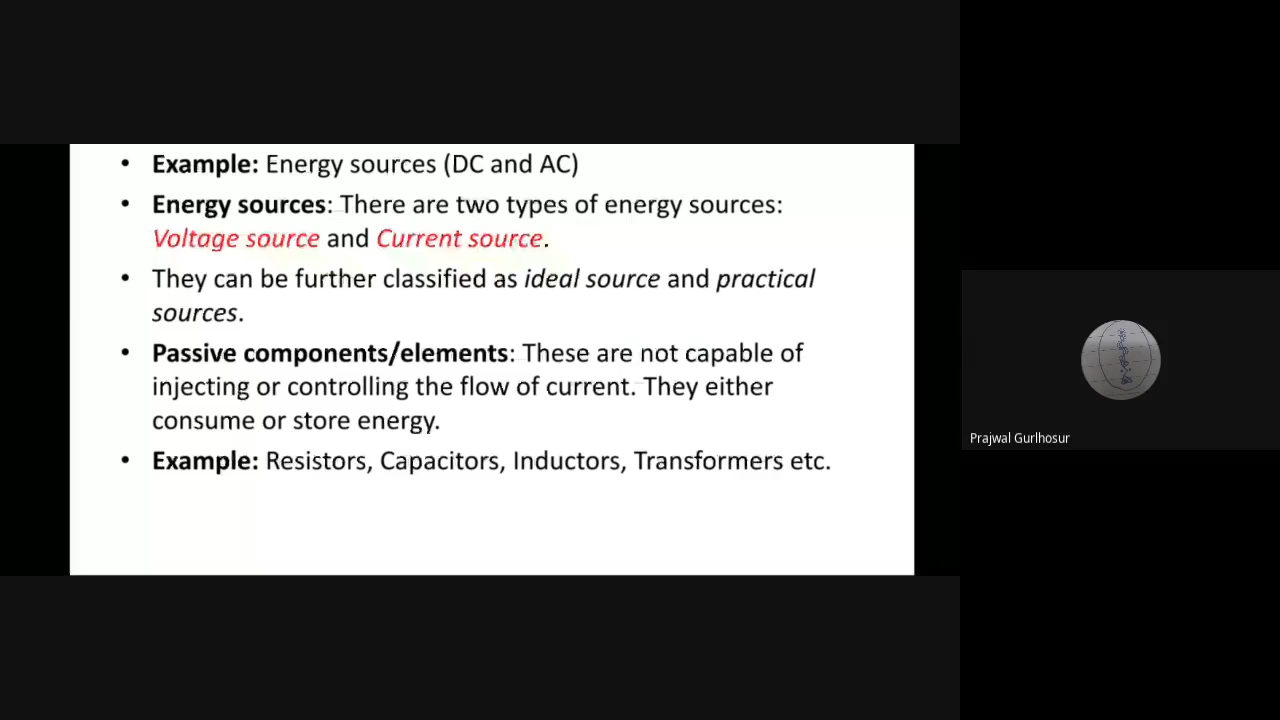 • Example: Energy sources (DC and AC)
• Energy sources: There are two types of energy sources:
Voltage source and Current source.
• They can be further classified as ideal source and practical
sources.
• Passive components/elements: These are not capable of
injecting or controlling the flow of current. They either
consume or store energy.
• Example: Resistors, Capacitors, Inductors, Transformers etc.
Prajwal Gurlhosur